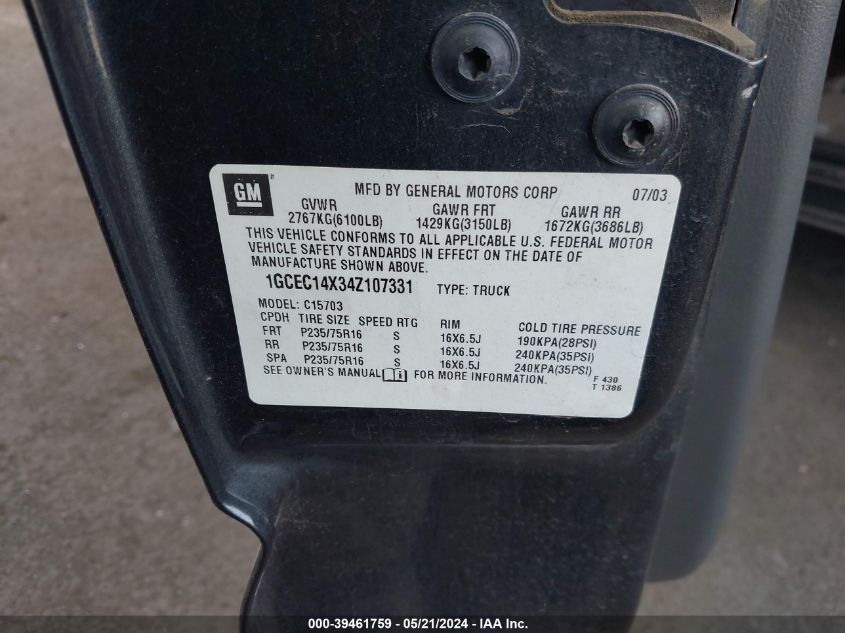 GM MFD BY GENERAL MOTORS CORP 07/03
GVWR GAWR FRT GAWR RR
2767KG(6100LB) 1429KG(3150LB) 1672KG(3686LB)
THIS VEHICLE CONFORMS TO ALL APPLICABLE U.S. FEDERAL MOTOR
VEHICLE SAFETY STANDARDS IN EFFECT ON THE DATE OF
MANUFACTURE SHOWN ABOVE.
1GCEC14X34Z107331 TYPE: TRUCK
MODEL: C15703
CPDH TIRE SIZE SPEED RTG RIM COLD TIRE PRESSURE
FRT P235/75R16 S 16X6.5J 190KPA(28PSI)
RR P235/75R16 S 16X6.5J 240KPA(35PSI)
SPA P235/75R16 S 16X6.5J 240KPA(35PSI)
SEE OWNER'S MANUAL i FOR MORE INFORMATION.
F 430
T 1386
000-39461759 - 05/21/2024 - IAA Inc.